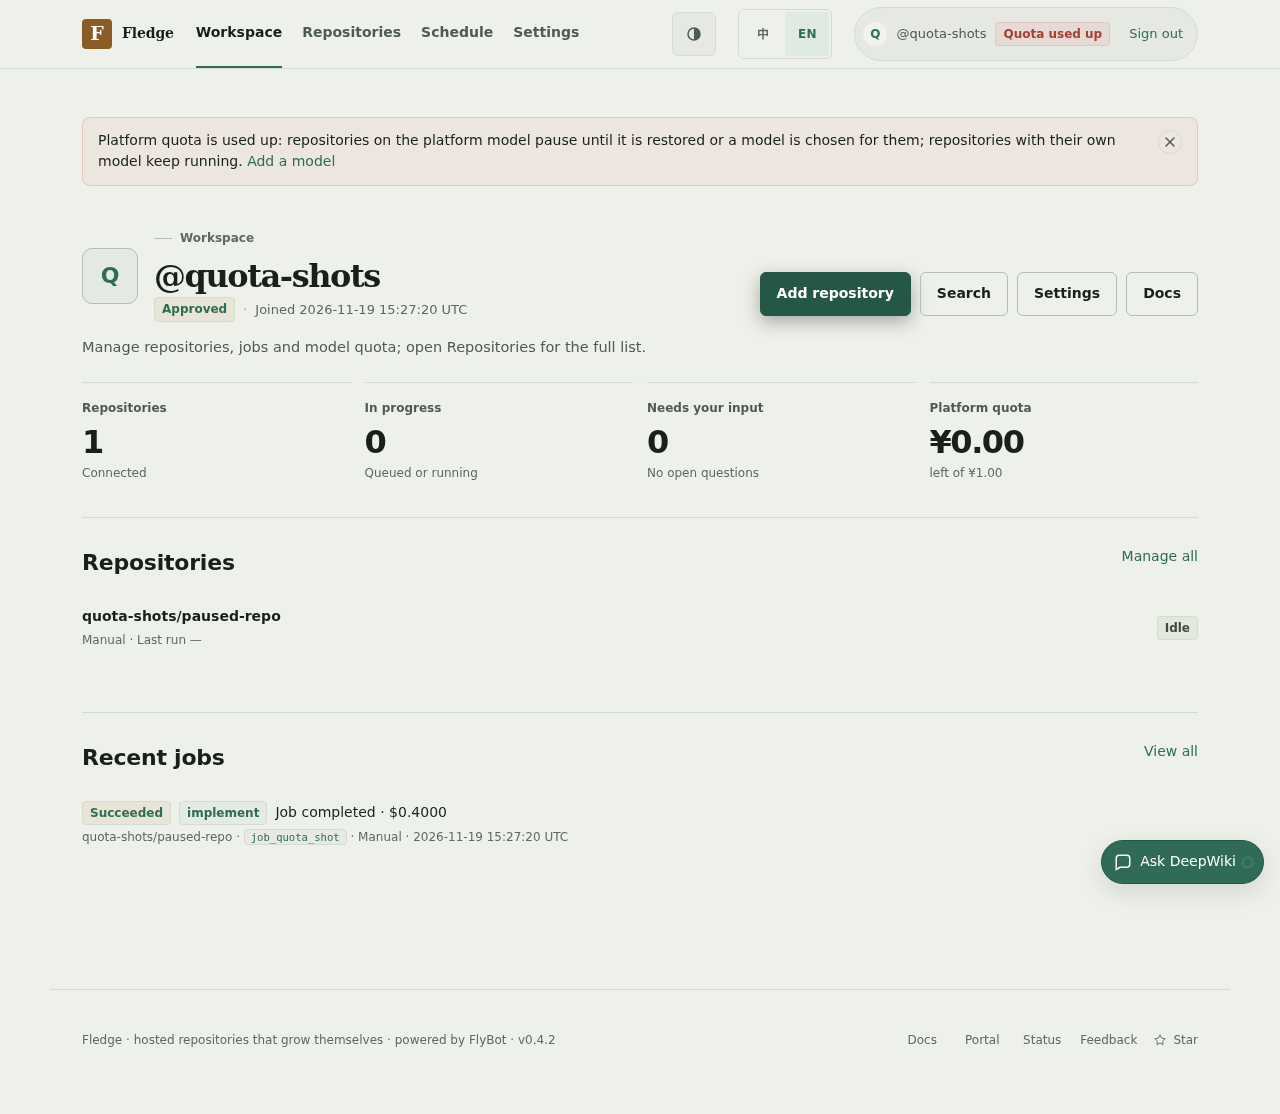 F Fledge Workspace Repositories Schedule Settings 中 EN Q @quota-shots Quota used up Sign out
Platform quota is used up: repositories on the platform model pause until it is restored or a model is chosen for them; repositories with their own
model keep running. Add a model
Workspace
Q
@quota-shots
Approved · Joined 2026-11-19 15:27:20 UTC
Add repository Search Settings Docs
Manage repositories, jobs and model quota; open Repositories for the full list.
Repositories In progress Needs your input Platform quota
1 0 0 ¥0.00
Connected Queued or running No open questions left of ¥1.00
Repositories Manage all
quota-shots/paused-repo
Manual · Last run —
Idle
Recent jobs View all
Succeeded implement Job completed · $0.4000
quota-shots/paused-repo · job_quota_shot · Manual · 2026-11-19 15:27:20 UTC
Ask DeepWiki
Fledge · hosted repositories that grow themselves · powered by FlyBot · v0.4.2 Docs Portal Status Feedback Star